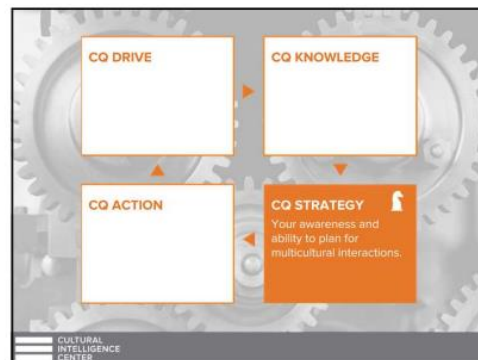 CQ DRIVE
CQ KNOWLEDGE
CQ ACTION
CQ STRATEGY
Your awareness and
ability to plan for
multicultural interactions.
CULTURAL
INTELLIGENCE
CENTER